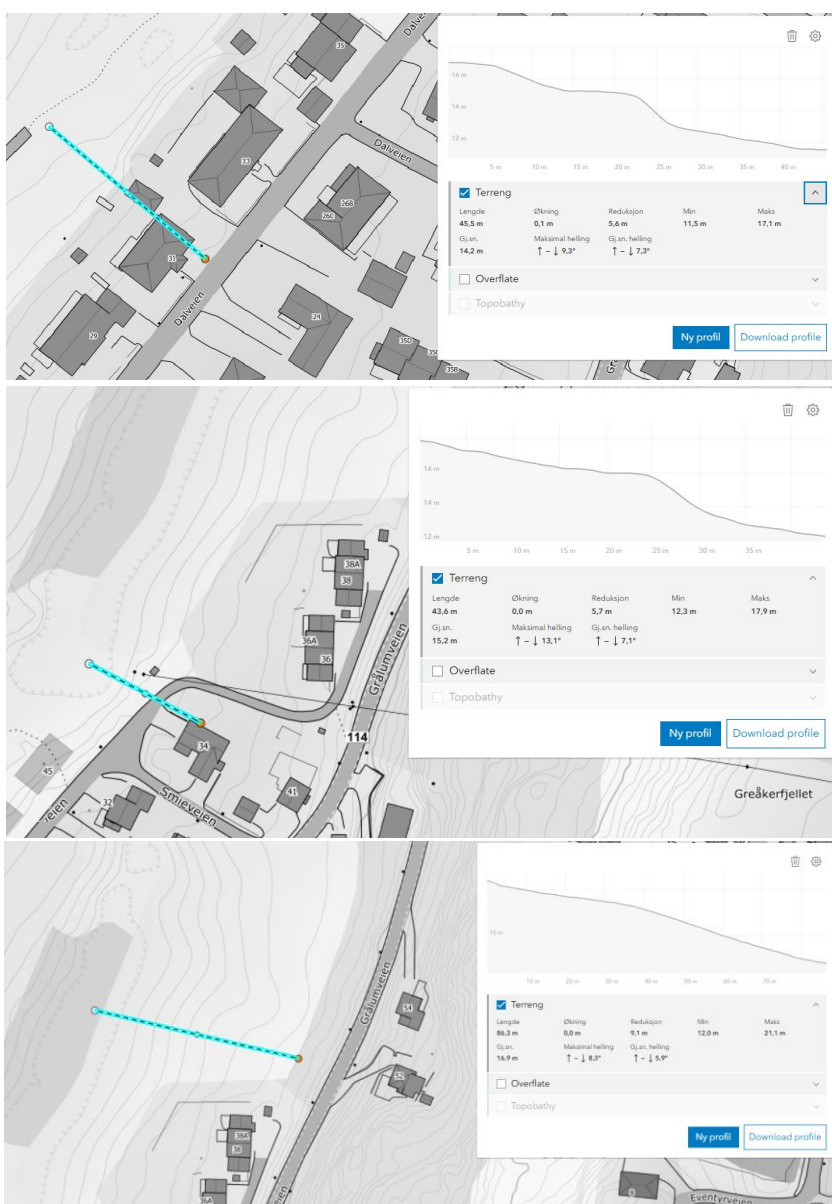 35
33
Dalveien
26B
26C
31
24
Dalveien
29
35D
35C
35B
Gr
16 m
14 m
12 m
5 m 10 m 15 m 20 m 25 m 30 m 35 m 40 m
Terreng
Lengde Økning Reduksjon Min Maks
45,5 m 0,1 m 5,6 m 11,5 m 17,1 m
Gj.sn. Maksimal helling Gj.sn. helling
14,2 m ↑ – ↓ 9,3° ↑ – ↓ 7,3°
Overflate
Topobathy
Ny profil Download profile
38A
38
36A
36
Grålumveien
114
34
45
41
32
Smieveien
veien
Greåkerfjellet
16 m
14 m
12 m
5 m 10 m 15 m 20 m 25 m 30 m 35 m
Terreng
Lengde Økning Reduksjon Min Maks
43,6 m 0,0 m 5,7 m 12,3 m 17,9 m
Gj.sn. Maksimal helling Gj.sn. helling
15,2 m ↑ – ↓ 13,1° ↑ – ↓ 7,1°
Overflate
Topobathy
Ny profil Download profile
Grålumveien
54
52
38A
38
36A
15 m
10 m 20 m 30 m 40 m 50 m 60 m 70 m
Terreng
Lengde Økning Reduksjon Min Maks
86,3 m 0,0 m 9,1 m 12,0 m 21,1 m
Gj.sn. Maksimal helling Gj.sn. helling
16,9 m ↑ – ↓ 8,3° ↑ – ↓ 5,9°
Overflate
Topobathy
Ny profil Download profile
Eventyrveien